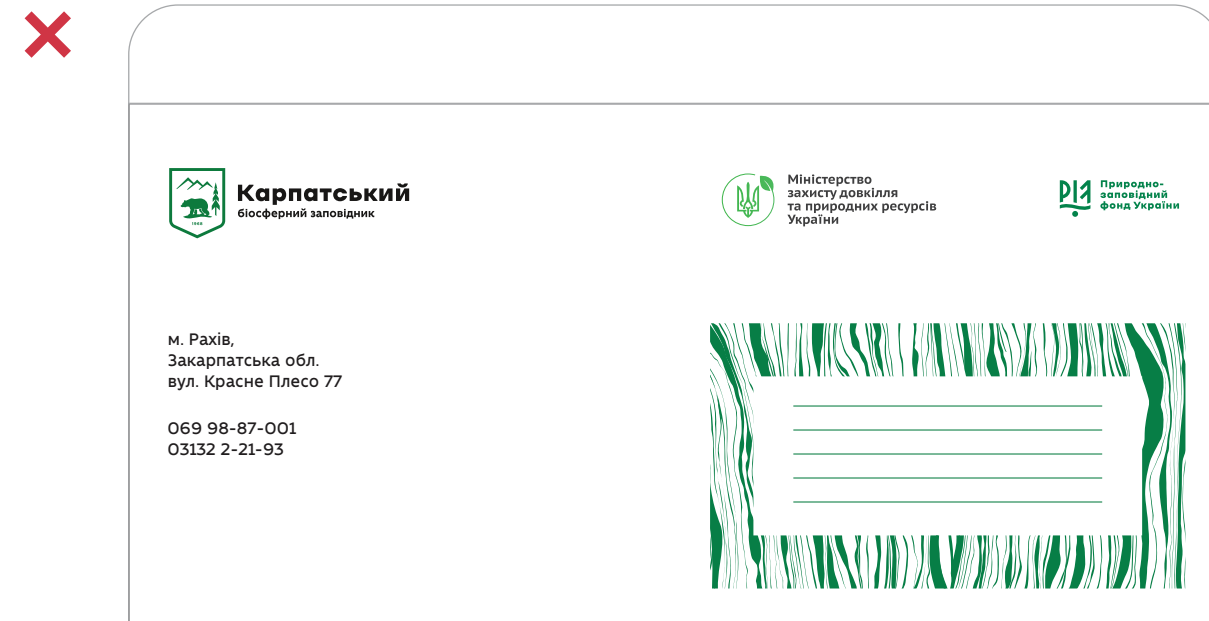 Карпатський
біосферний заповідник
1968
Міністерство
захисту довкілля
та природних ресурсів
України
Природно-
заповідний
фонд України
м. Рахів,
Закарпатська обл.
вул. Красне Плесо 77
069 98-87-001
03132 2-21-93